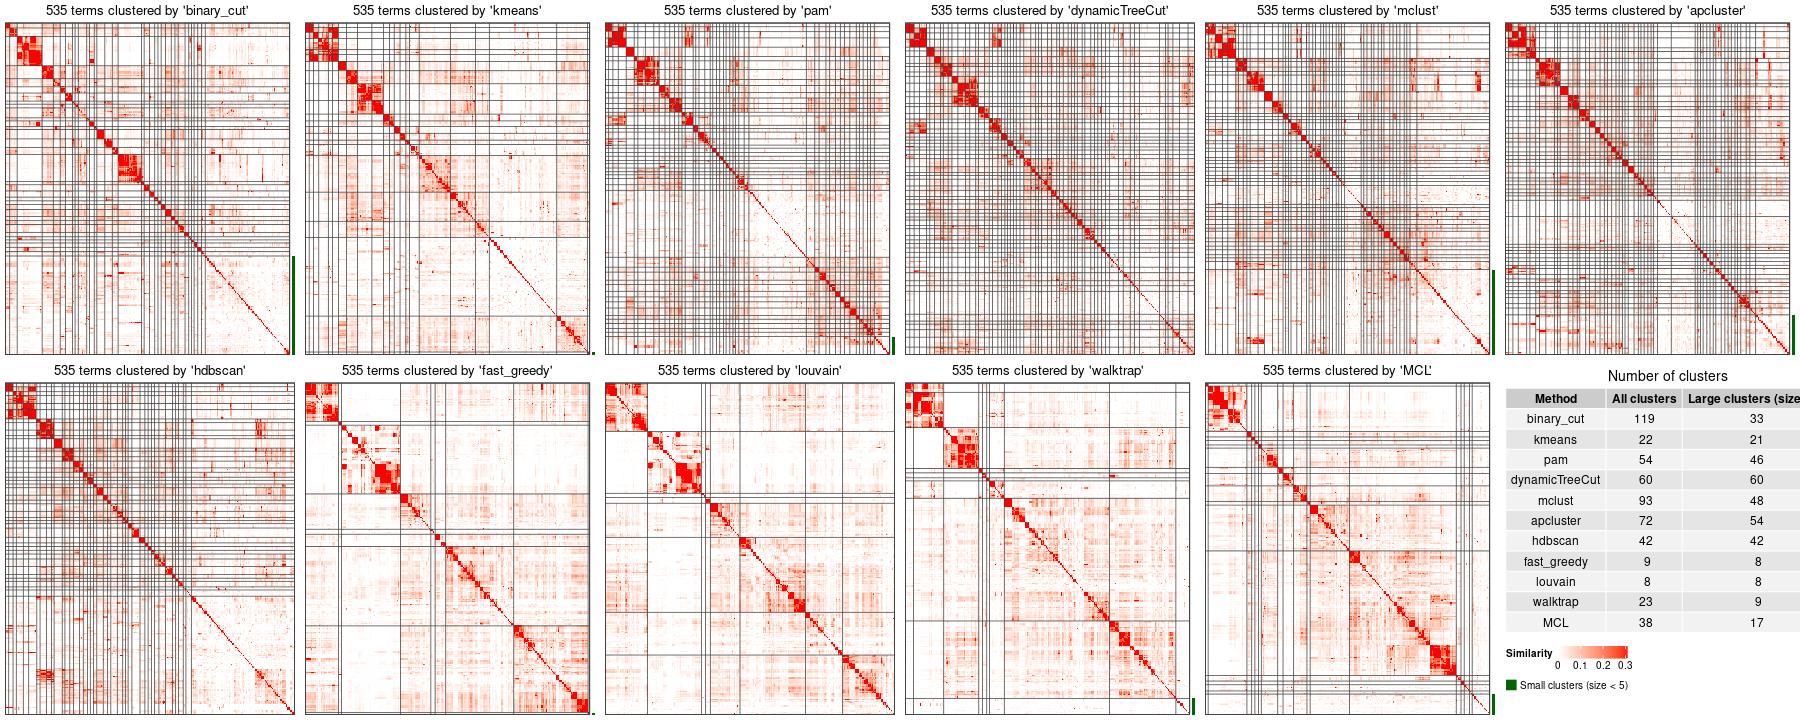 535 terms clustered by 'binary_cut'
535 terms clustered by 'kmeans'
535 terms clustered by 'pam'
535 terms clustered by 'dynamicTreeCut'
535 terms clustered by 'mclust'
535 terms clustered by 'apcluster'
535 terms clustered by 'hdbscan'
535 terms clustered by 'fast_greedy'
535 terms clustered by 'louvain'
535 terms clustered by 'walktrap'
535 terms clustered by 'MCL'
Number of clusters
Method All clusters Large clusters (size
binary_cut 119 33
kmeans 22 21
pam 54 46
dynamicTreeCut 60 60
mclust 93 48
apcluster 72 54
hdbscan 42 42
fast_greedy 9 8
louvain 8 8
walktrap 23 9
MCL 38 17
Similarity
0 0.1 0.2 0.3
Small clusters (size < 5)